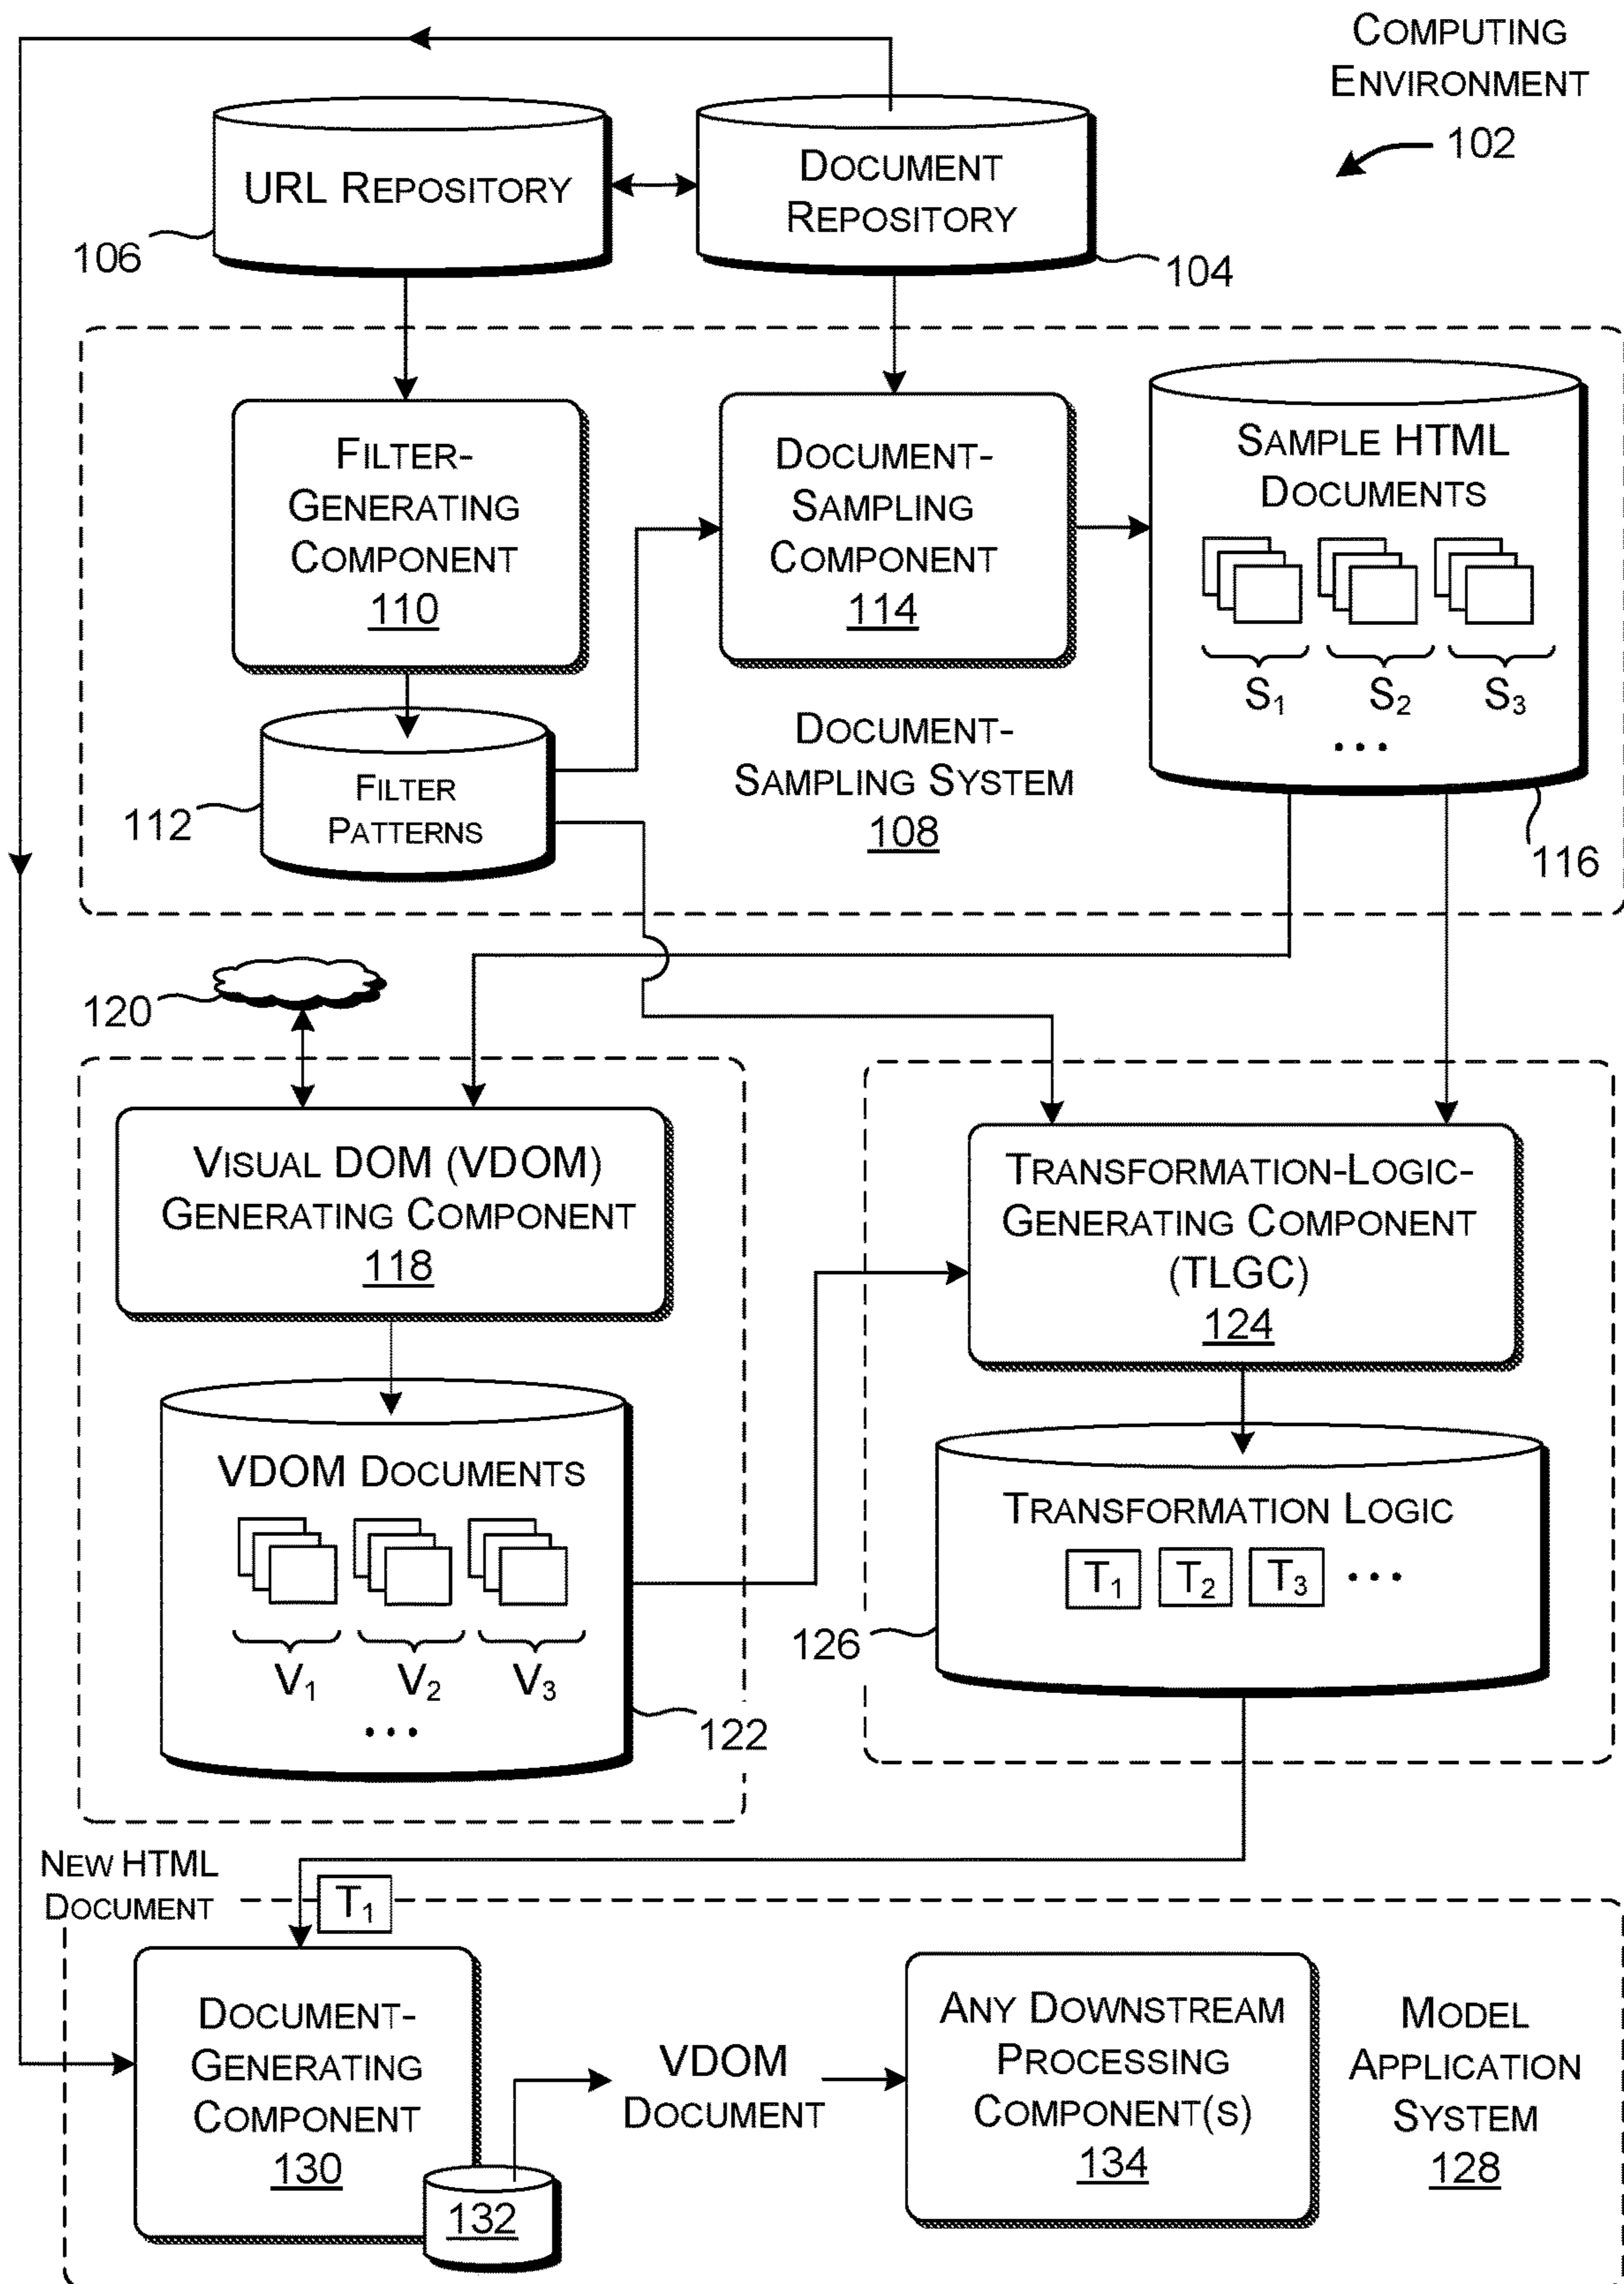 COMPUTING
ENVIRONMENT
102
URL REPOSITORY
DOCUMENT
REPOSITORY
106
104
FILTER-
GENERATING
COMPONENT
110
DOCUMENT-
SAMPLING
COMPONENT
114
SAMPLE HTML
DOCUMENTS
S1 S2 S3
...
FILTER
PATTERNS
112
DOCUMENT-
SAMPLING SYSTEM
108
116
120
VISUAL DOM (VDOM)
GENERATING COMPONENT
118
TRANSFORMATION-LOGIC-
GENERATING COMPONENT
(TLGC)
124
VDOM DOCUMENTS
V1 V2 V3
...
122
TRANSFORMATION LOGIC
T1 T2 T3 ...
126
NEW HTML
DOCUMENT
T1
DOCUMENT-
GENERATING
COMPONENT
130
132
VDOM
DOCUMENT
ANY DOWNSTREAM
PROCESSING
COMPONENT(S)
134
MODEL
APPLICATION
SYSTEM
128